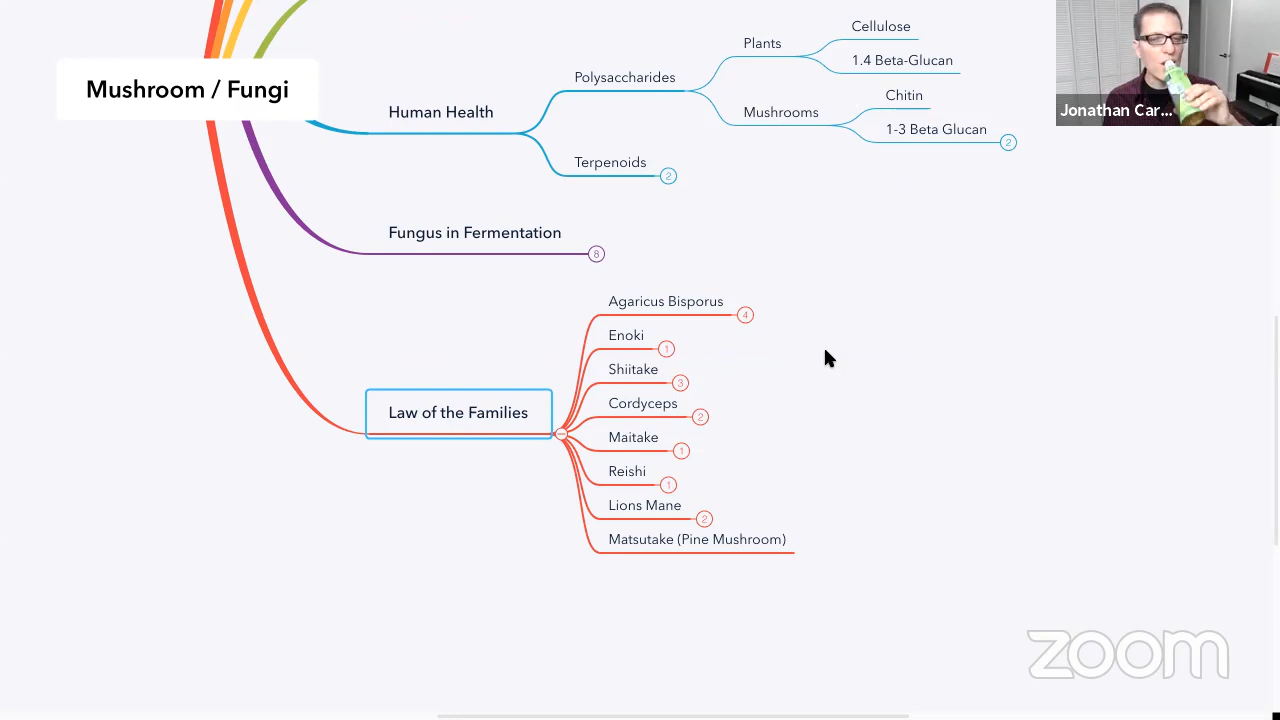 Mushroom / Fungi
Human Health
Polysaccharides
Plants
Cellulose
1.4 Beta-Glucan
Mushrooms
Chitin
1-3 Beta Glucan
2
Terpenoids
2
Fungus in Fermentation
8
Law of the Families
Agaricus Bisporus
4
Enoki
1
Shiitake
3
Cordyceps
2
Maitake
1
Reishi
1
Lions Mane
2
Matsutake (Pine Mushroom)
Jonathan Car...
zoom